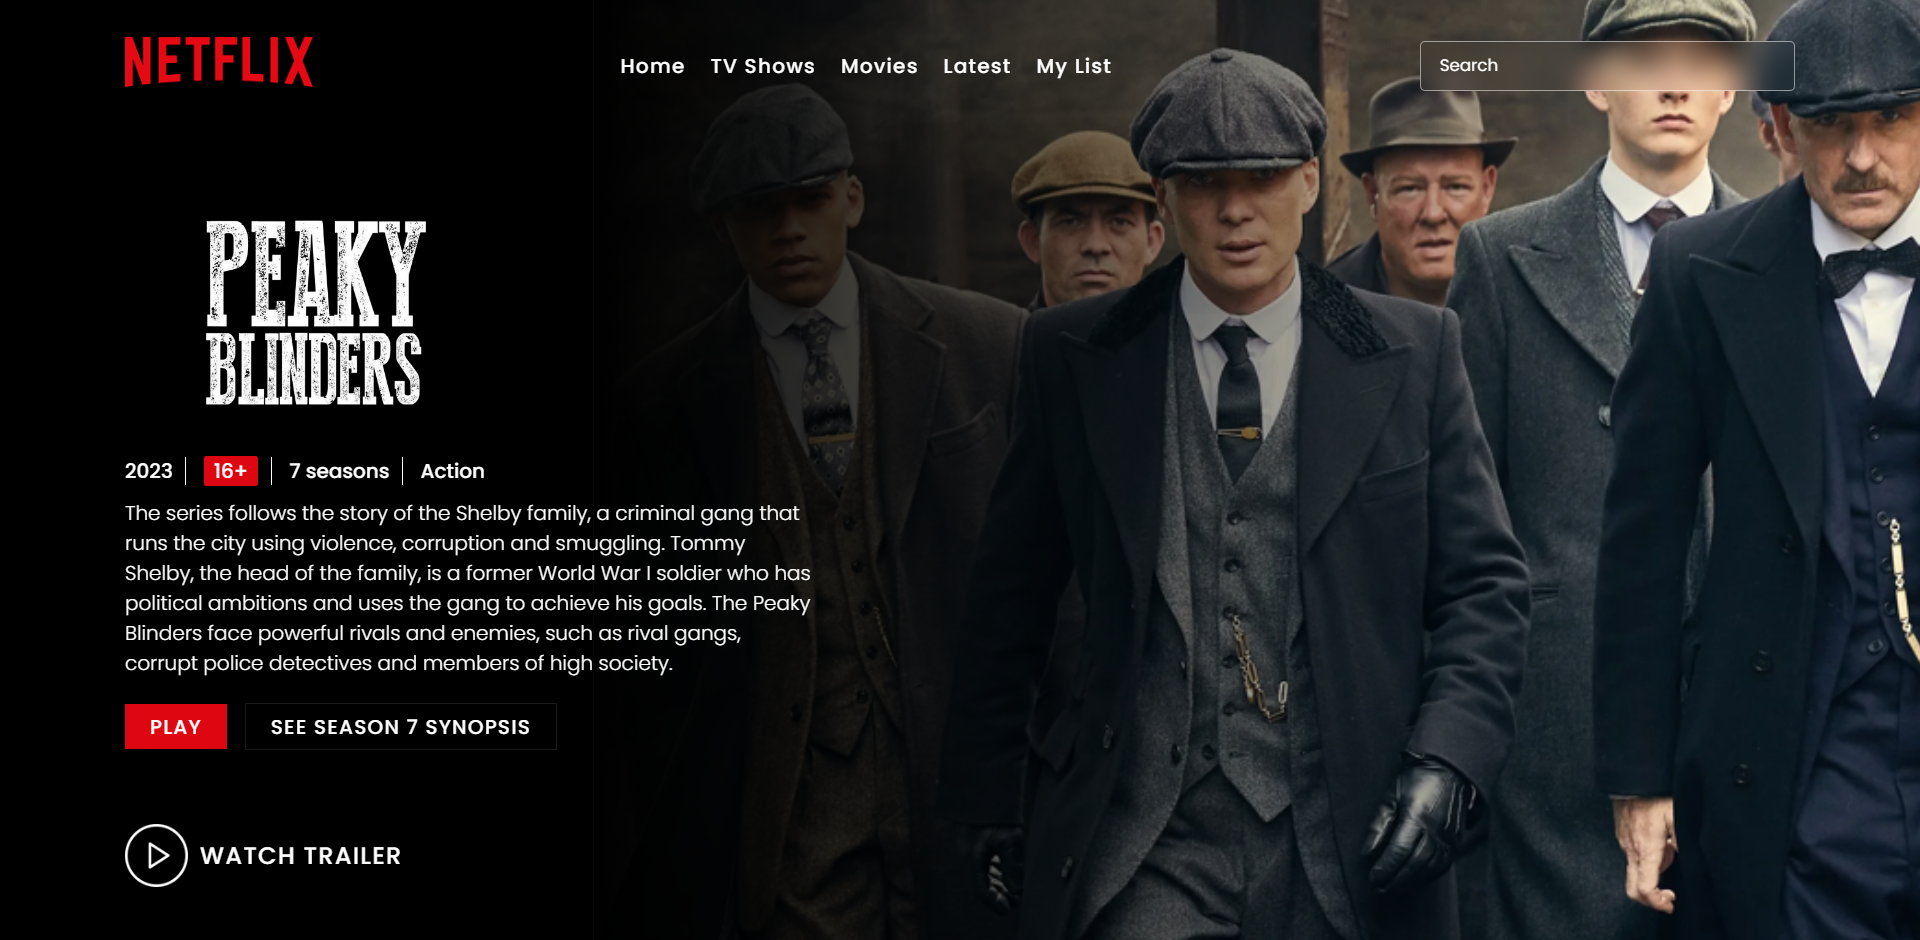 NETFLIX
Home TV Shows Movies Latest My List
Search
PEAKY
BLINDERS
2023 16+ 7 seasons Action
The series follows the story of the Shelby family, a criminal gang that
runs the city using violence, corruption and smuggling. Tommy
Shelby, the head of the family, is a former World War I soldier who has
political ambitions and uses the gang to achieve his goals. The Peaky
Blinders face powerful rivals and enemies, such as rival gangs,
corrupt police detectives and members of high society.
PLAY SEE SEASON 7 SYNOPSIS
WATCH TRAILER